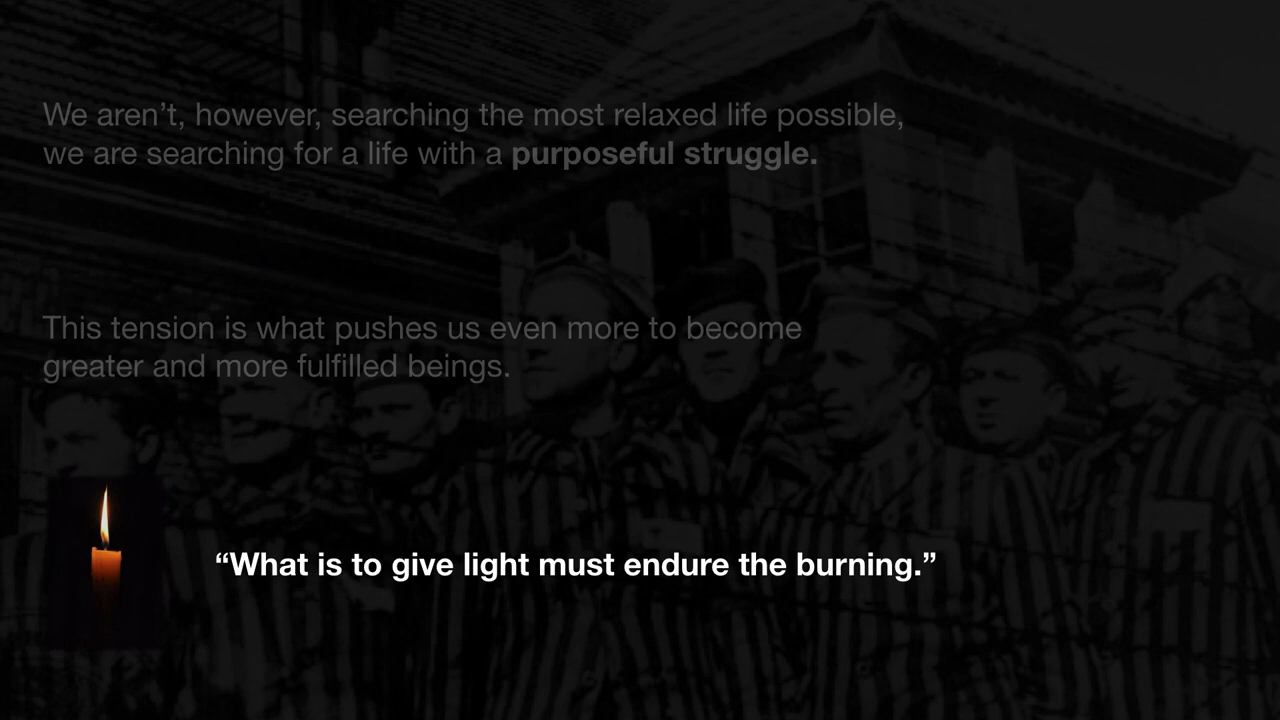 We aren’t, however, searching the most relaxed life possible,
we are searching for a life with a purposeful struggle.
This tension is what pushes us even more to become
greater and more fulfilled beings.
“What is to give light must endure the burning.”